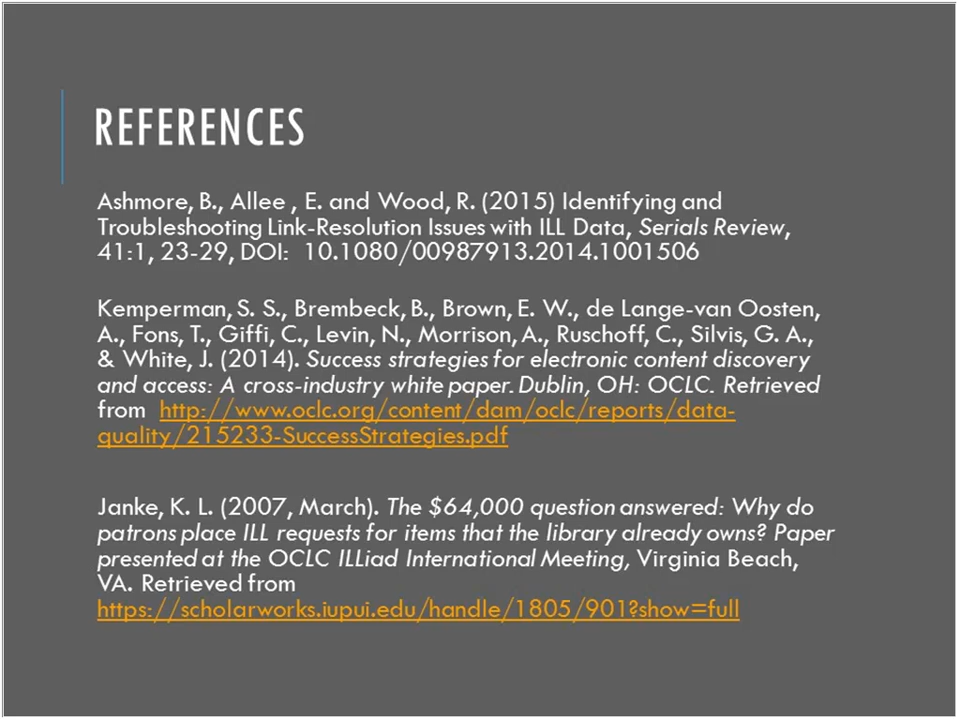 REFERENCES
Ashmore, B., Allee , E. and Wood, R. (2015) Identifying and
Troubleshooting Link-Resolution Issues with ILL Data, Serials Review,
41:1, 23-29, DOI: 10.1080/00987913.2014.1001506
Kemperman, S. S., Brembeck, B., Brown, E. W., de Lange-van Oosten,
A., Fons, T., Giffi, C., Levin, N., Morrison, A., Ruschoff, C., Silvis, G. A.,
& White, J. (2014). Success strategies for electronic content discovery
and access: A cross-industry white paper. Dublin, OH: OCLC. Retrieved
from http://www.oclc.org/content/dam/oclc/reports/data-
quality/215233-SuccessStrategies.pdf
Janke, K. L. (2007, March). The $64,000 question answered: Why do
patrons place ILL requests for items that the library already owns? Paper
presented at the OCLC ILLiad International Meeting, Virginia Beach,
VA. Retrieved from
https://scholarworks.iupui.edu/handle/1805/901?show=full